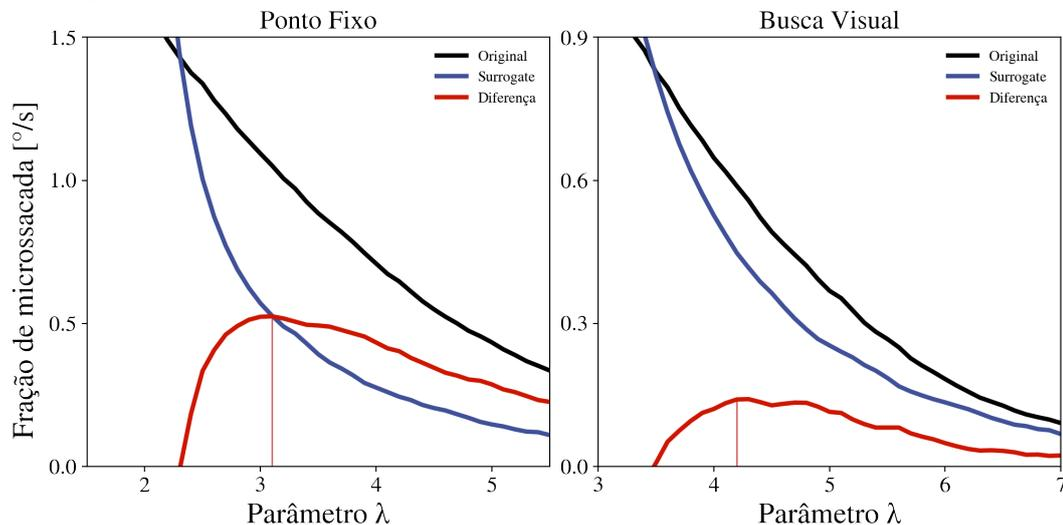 Ponto Fixo
Fração de microssacada [°/s]
1.5
1.0
0.5
0.0
Original
Surrogate
Diferença
2 3 4 5
Parâmetro λ
Busca Visual
0.9
0.6
0.3
0.0
Original
Surrogate
Diferença
3 4 5 6 7
Parâmetro λ